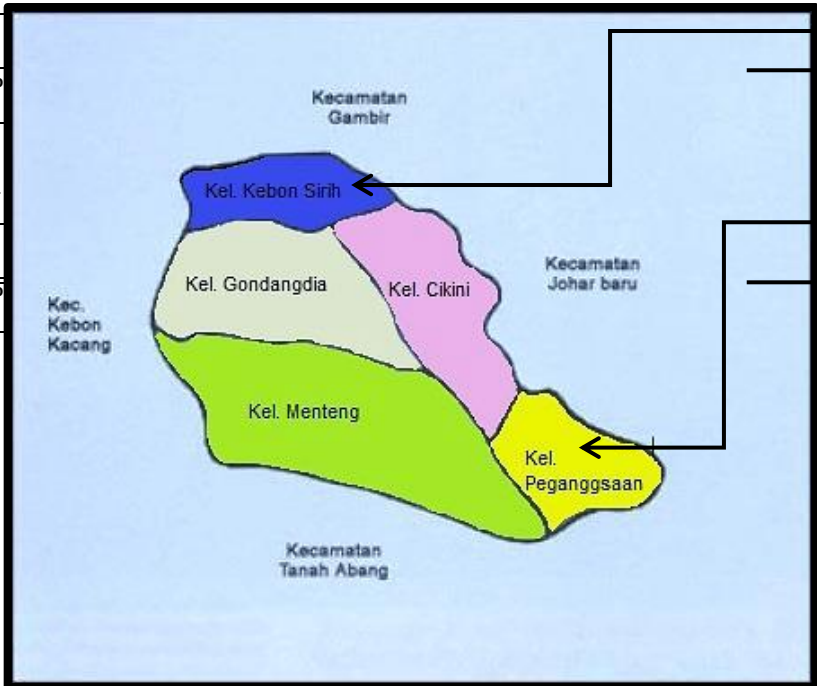 Kecamatan
Gambir
Kel. Kebon Sirih
Kecamatan
Johar baru
Kel. Gondangdia
Kel. Cikini
Kec.
Kebon
Kacang
Kel. Menteng
Kel.
Peganggsaan
Kecamatan
Tanah Abang